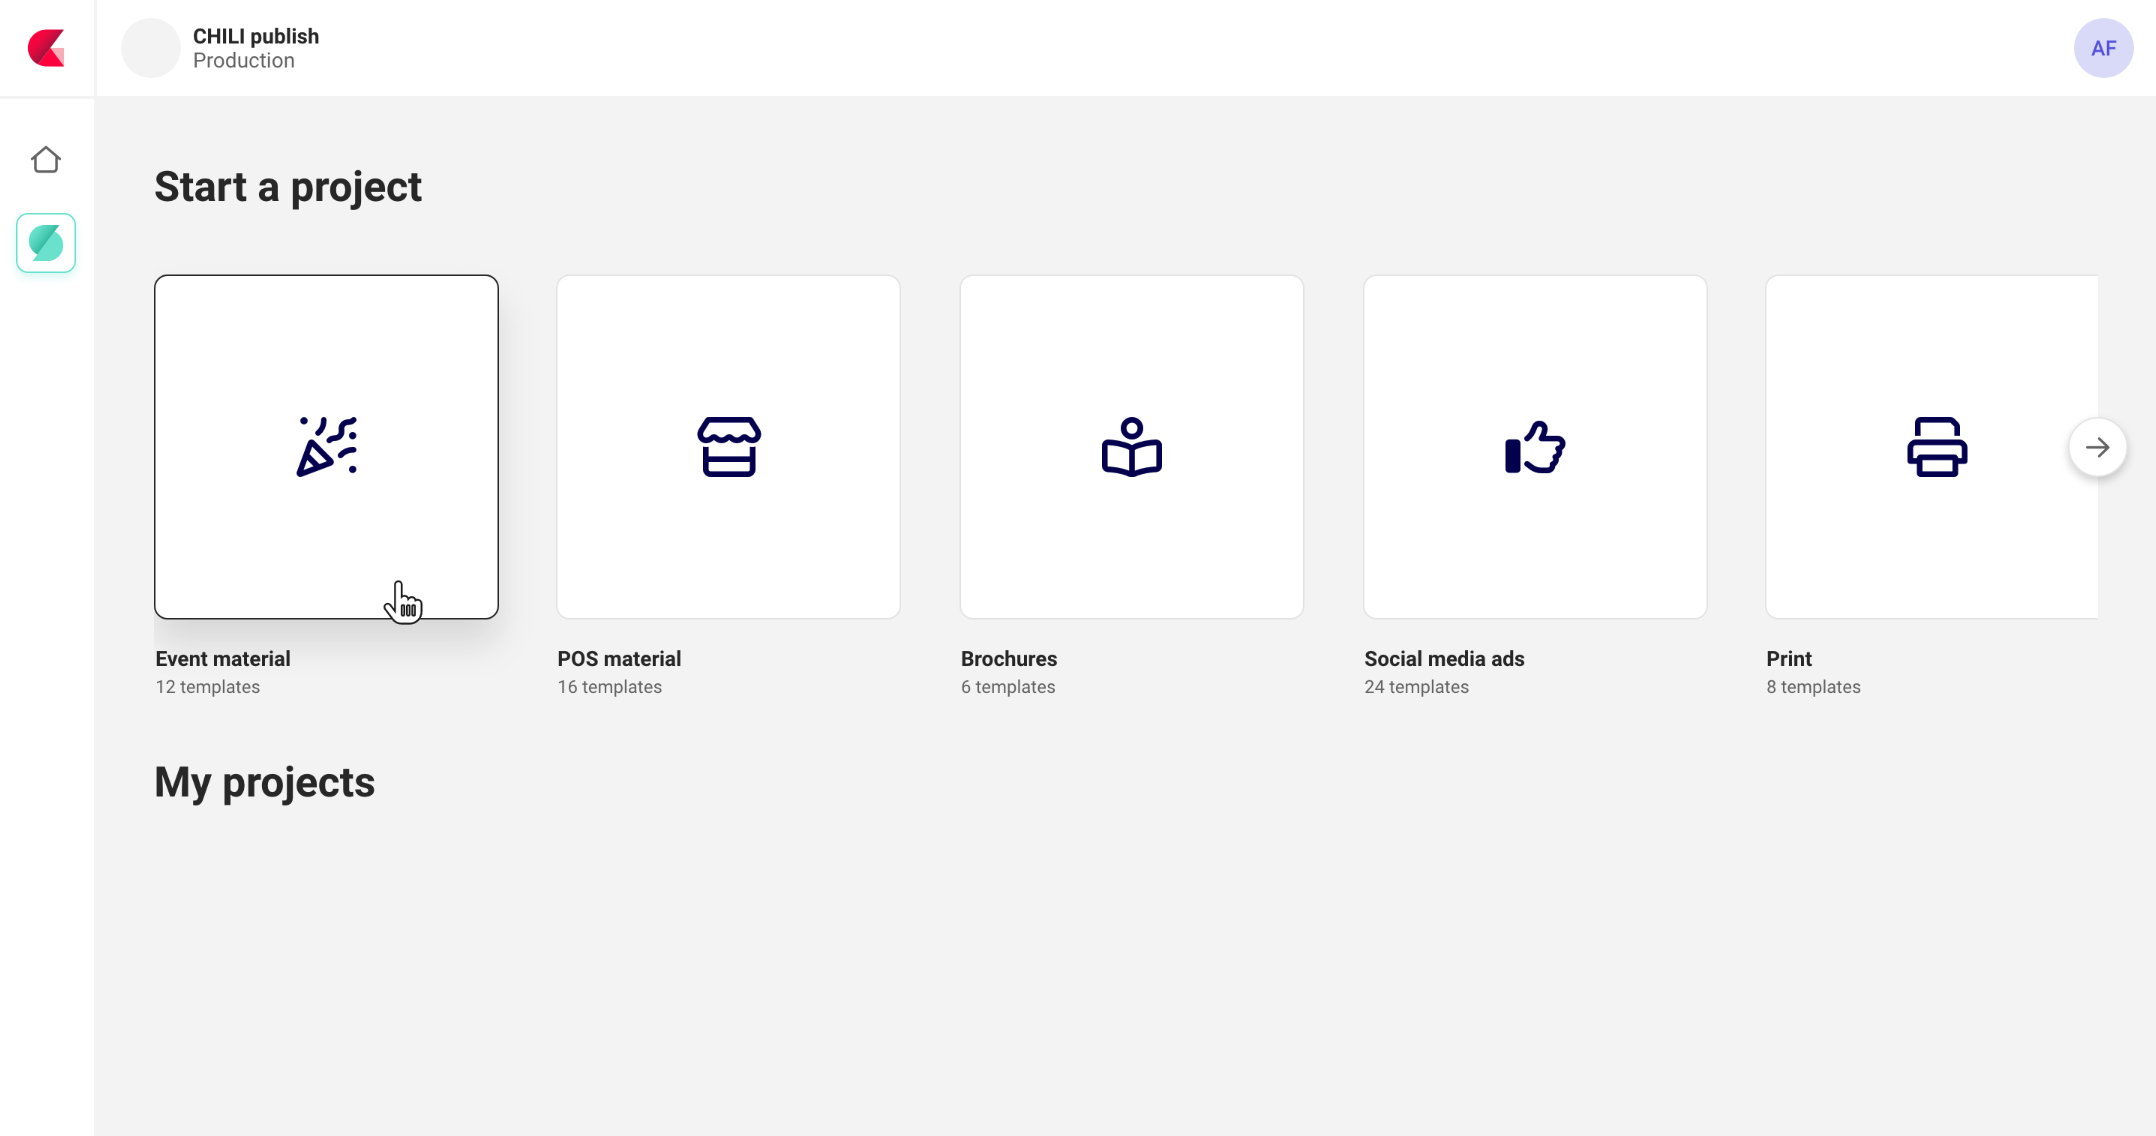 CHILI publish
Production
AF
Start a project
Event material
12 templates
POS material
16 templates
Brochures
6 templates
Social media ads
24 templates
Print
8 templates
My projects